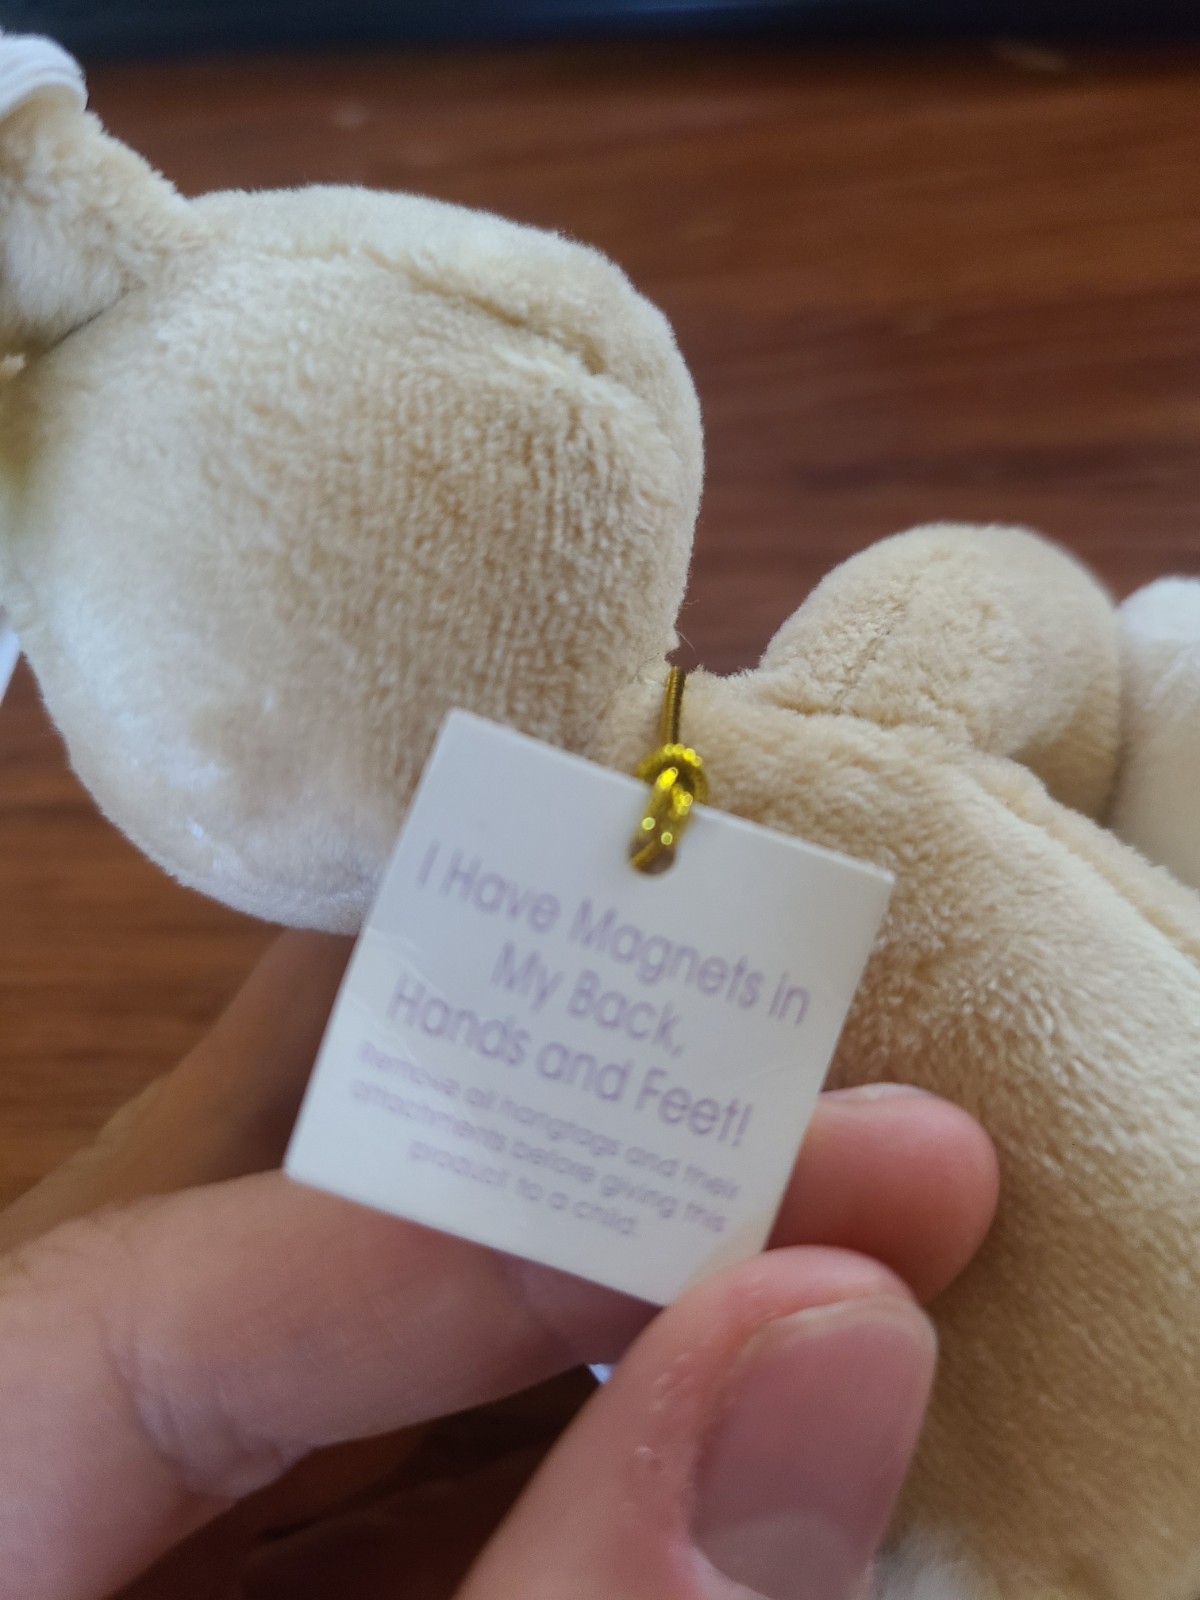 I Have Magnets in
My Back,
Hands and Feet!
Remove all hangtags and their
attachments before giving this
product to a child.